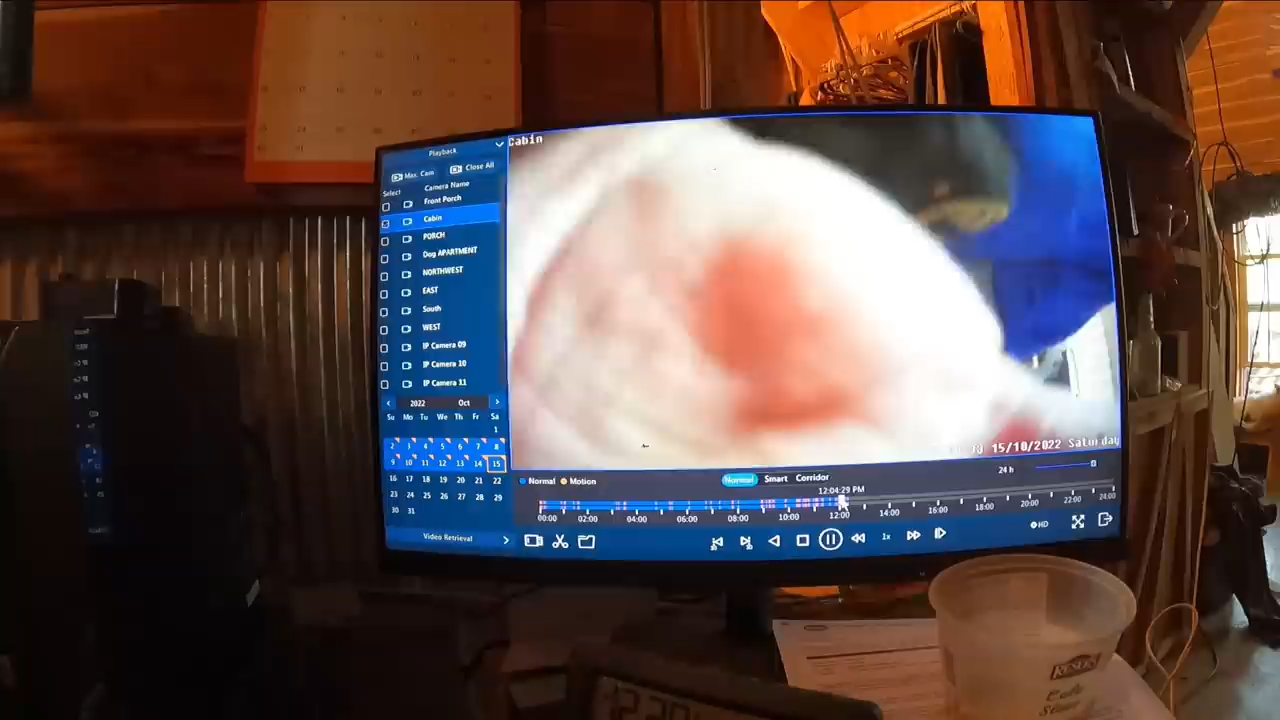 Playback
Max. Cam
Close All
Select
Camera Name
Front Porch
Cabin
PORCH
Dog APARTMENT
NORTHWEST
EAST
South
WEST
IP Camera 09
IP Camera 10
IP Camera 11
2022 Oct
Su Mo Tu We Th Fr Sa
1
2 3 4 5 6 7 8
9 10 11 12 13 14 15
16 17 18 19 20 21 22
23 24 25 26 27 28 29
30 31
Video Retrieval
Cabin
15/10/2022 Saturday
Normal Motion
Normal Smart Corridor
24 h
12:04:29 PM
00:00 02:00 04:00 06:00 08:00 10:00 12:00 14:00 16:00 18:00 20:00 22:00 24:00
30 30 1x
HD
RESER'S